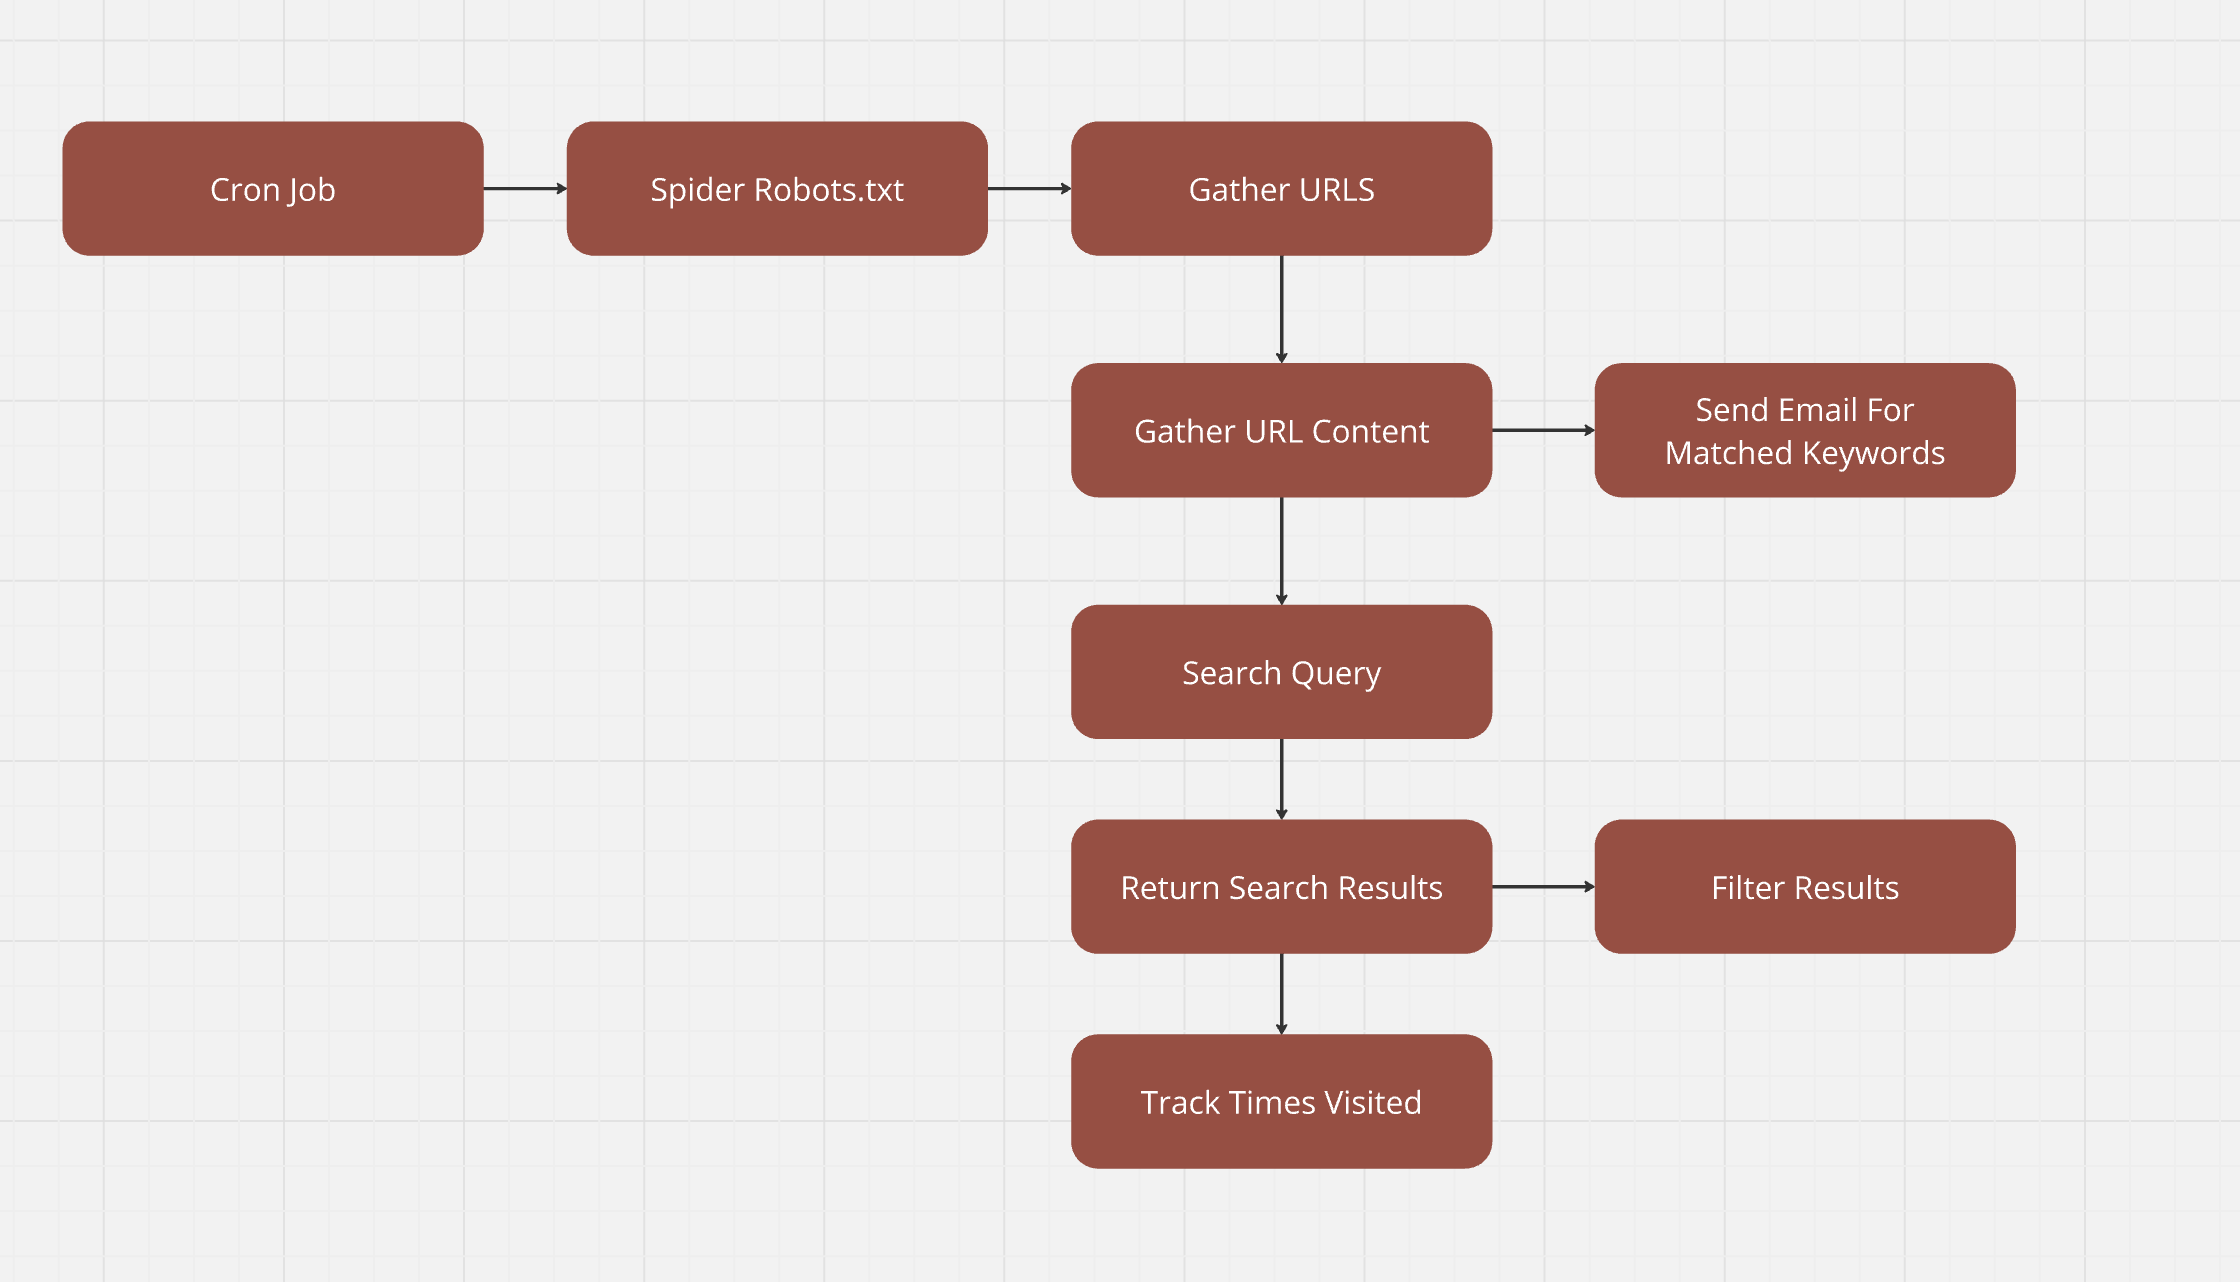 Cron Job
Spider Robots.txt
Gather URLS
Gather URL Content
Send Email For
Matched Keywords
Search Query
Return Search Results
Filter Results
Track Times Visited